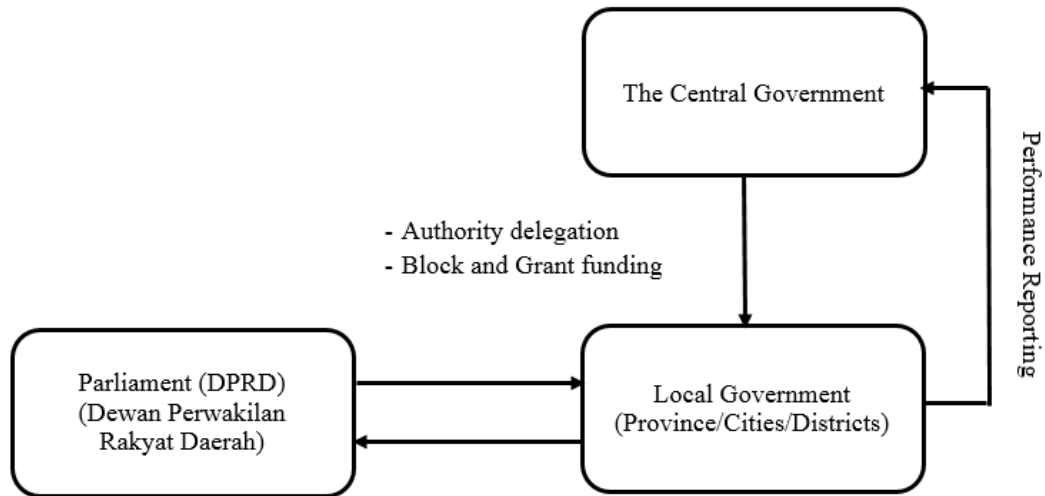 The Central Government
Performance Reporting
- Authority delegation
- Block and Grant funding
Parliament (DPRD)
(Dewan Perwakilan
Rakyat Daerah)
Local Government
(Province/Cities/Districts)